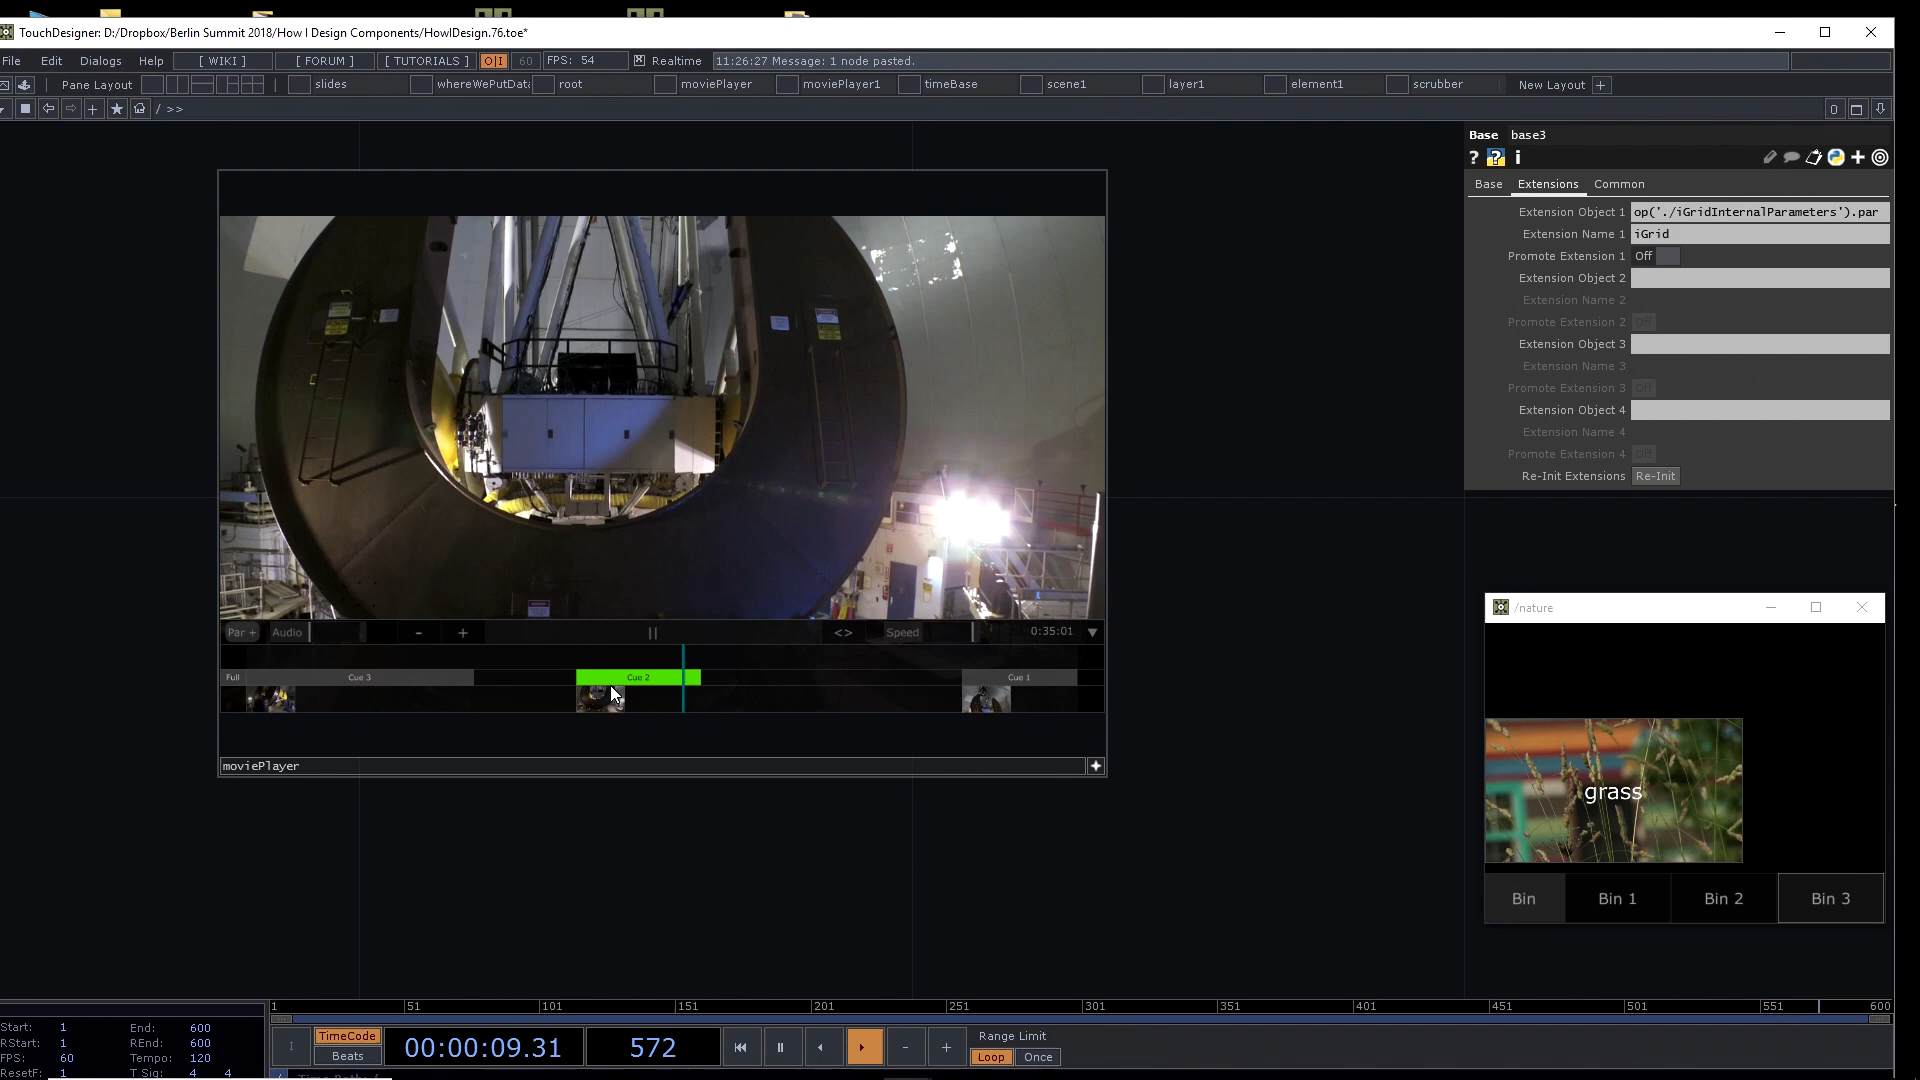 TouchDesigner: D:/Dropbox/Berlin Summit 2018/How I Design Components/HowIDesign.76.toe*
File Edit Dialogs Help [ WIKI ] [ FORUM ] [ TUTORIALS ] O|I 60 FPS: 54 Realtime 11:26:27 Message: 1 node pasted.
Pane Layout slides whereWePutData root moviePlayer moviePlayer1 timeBase scene1 layer1 element1 scrubber New Layout +
/ >> 0
Base base3
? ? i
Base Extensions Common
Extension Object 1 op('./iGridInternalParameters').par
Extension Name 1 iGrid
Promote Extension 1 Off
Extension Object 2
Extension Name 2
Promote Extension 2 Off
Extension Object 3
Extension Name 3
Promote Extension 3 Off
Extension Object 4
Extension Name 4
Promote Extension 4 Off
Re-Init Extensions Re-Init
Par + Audio - + <> Speed 0:35:01
Full Cue 3 Cue 2 Cue 1
moviePlayer
/nature
grass
Bin Bin 1 Bin 2 Bin 3
1 51 101 151 201 251 301 351 401 451 501 551 600
Start: 1 End: 600
RStart: 1 REnd: 600
FPS: 60 Tempo: 120
ResetF: 1 T Sig: 4 4
I TimeCode Beats 00:00:09.31 572 - + Range Limit
Loop Once